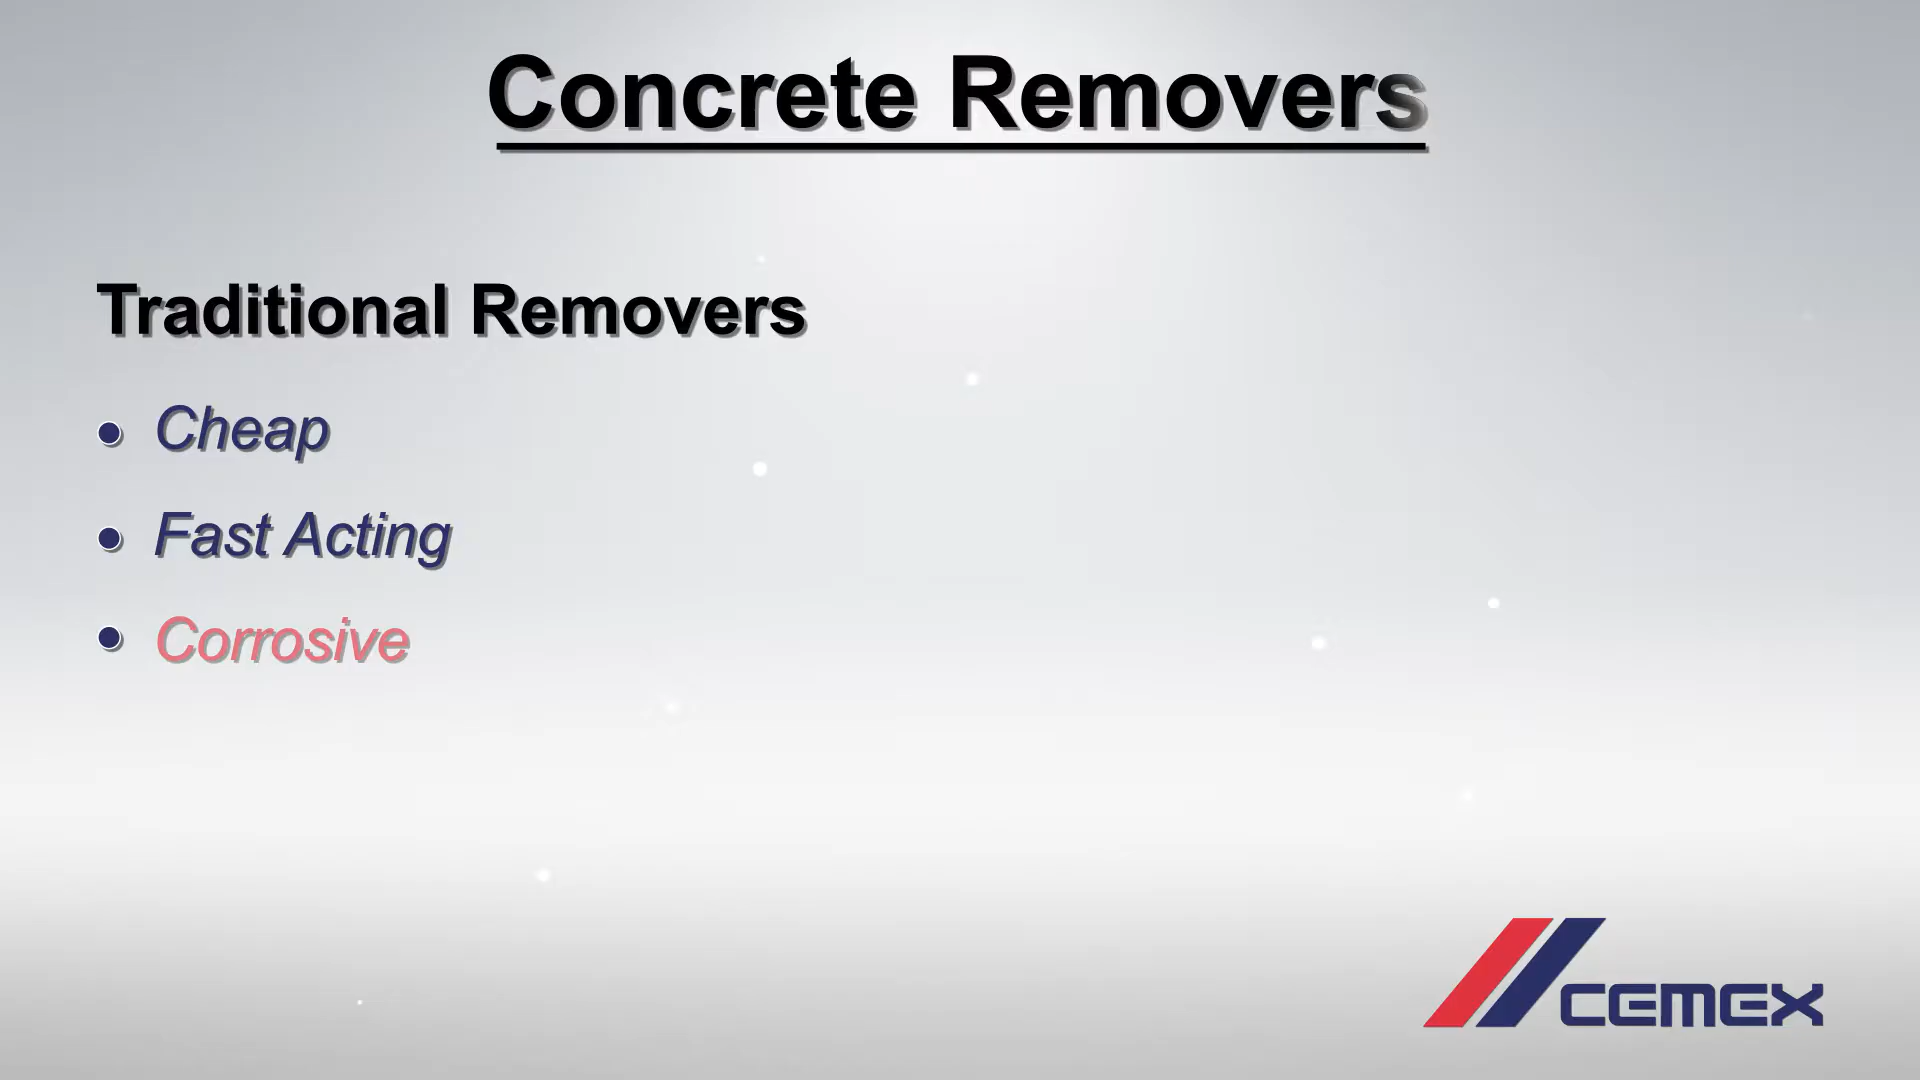 Concrete Removers
Traditional Removers
Cheap
Fast Acting
Corrosive
CEMEX